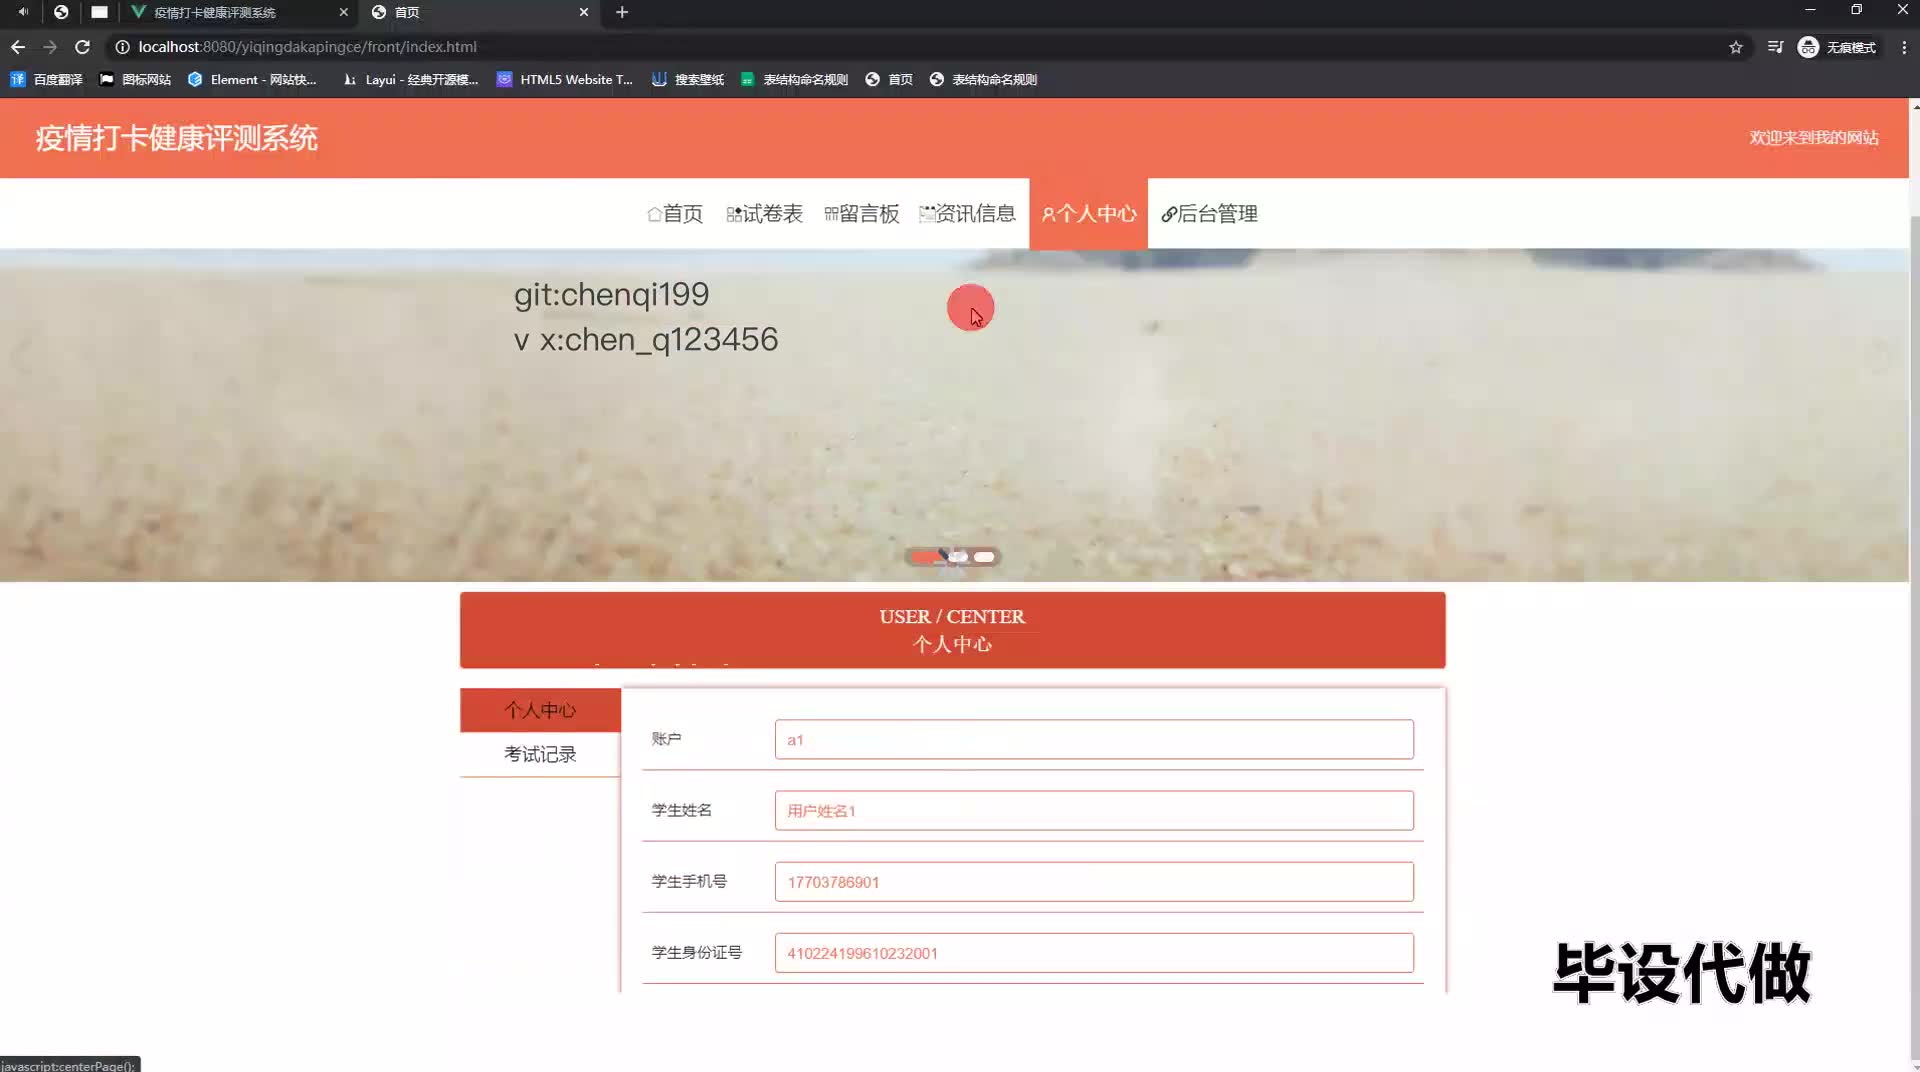 疫情打卡健康评测系统
首页
localhost:8080/yiqingdakapingce/front/index.html
无痕模式
百度翻译
图标网站
Element - 网站快...
Layui - 经典开源模...
HTML5 Website T...
搜索壁纸
表结构命名规则
首页
表结构命名规则
疫情打卡健康评测系统
欢迎来到我的网站
首页
试卷表
留言板
资讯信息
个人中心
后台管理
git:chenqi199
v x:chen_q123456
USER / CENTER
个人中心
个人中心
考试记录
账户
a1
学生姓名
用户姓名1
学生手机号
17703786901
学生身份证号
410224199610232001
毕设代做
javascript:centerPage();